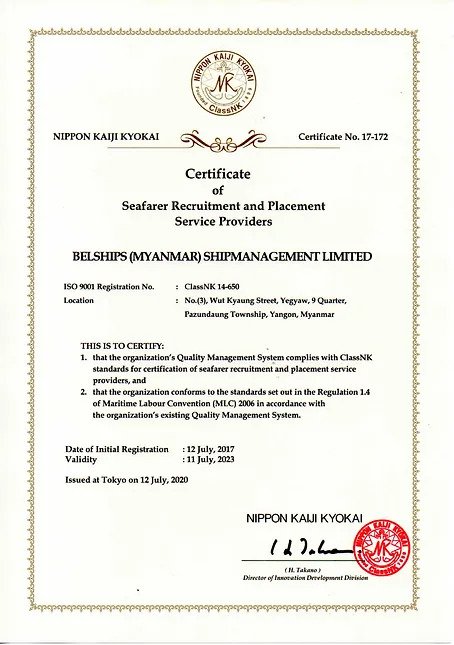 NIPPON KAIJI KYOKAI
ClassNK
NIPPON KAIJI KYOKAI
Certificate No. 17-172
Certificate
of
Seafarer Recruitment and Placement
Service Providers
BELSHIPS (MYANMAR) SHIPMANAGEMENT LIMITED
ISO 9001 Registration No. : ClassNK 14-650
Location : No.(3), Wut Kyaung Street, Yegyaw, 9 Quarter,
Pazundaung Township, Yangon, Myanmar
THIS IS TO CERTIFY:
1. that the organization's Quality Management System complies with ClassNK
standards for certification of seafarer recruitment and placement service
providers, and
2. that the organization conforms to the standards set out in the Regulation 1.4
of Maritime Labour Convention (MLC) 2006 in accordance with
the organization's existing Quality Management System.
Date of Initial Registration : 12 July, 2017
Validity : 11 July, 2023
Issued at Tokyo on 12 July, 2020
NIPPON KAIJI KYOKAI
( H. Takano )
Director of Innovation Development Division
NIPPON KAIJI KYOKAI
ClassNK